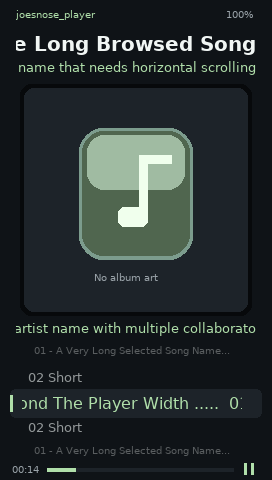 joesnose_player 100%
e Long Browsed Song
name that needs horizontal scrolling
No album art
artist name with multiple collaborato
01 - A Very Long Selected Song Name...
02 Short
ond The Player Width ..... 01
02 Short
01 - A Very Long Selected Song Name...
00:14